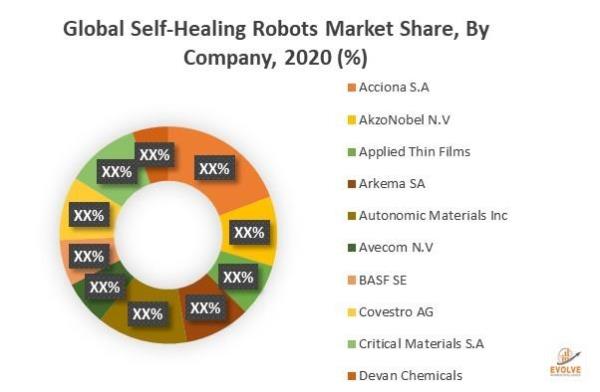 Global Self-Healing Robots Market Share, By
Company, 2020 (%)
XX%
XX%
XX%
XX%
XX%
XX%
XX%
XX%
XX%
XX%
Acciona S.A
AkzoNobel N.V
Applied Thin Films
Arkema SA
Autonomic Materials Inc
Avecom N.V
BASF SE
Covestro AG
Critical Materials S.A
Devan Chemicals
EVOLVE